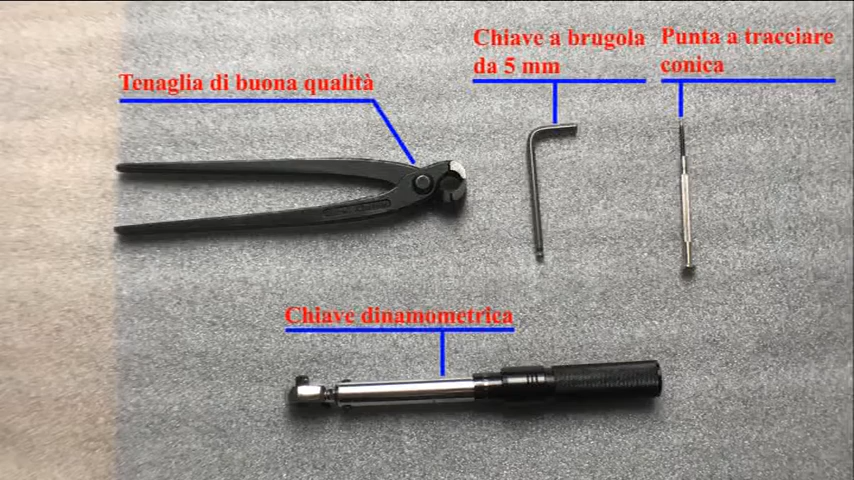 Tenaglia di buona qualità
Chiave a brugola
da 5 mm
Punta a tracciare
conica
Chiave dinamometrica